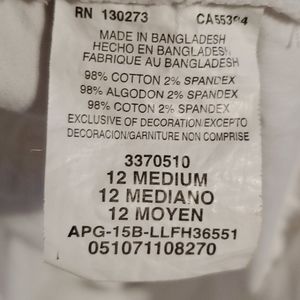 RN 130273 CA55394
MADE IN BANGLADESH
HECHO EN BANGLADESH
FABRIQUE AU BANGLADESH
98% COTTON 2% SPANDEX
98% ALGODON 2% SPANDEX
98% COTON 2% SPANDEX
EXCLUSIVE OF DECORATION/EXCEPTO
DECORACION/GARNITURE NON COMPRISE
3370510
12 MEDIUM
12 MEDIANO
12 MOYEN
APG-15B-LLFH36551
051071108270